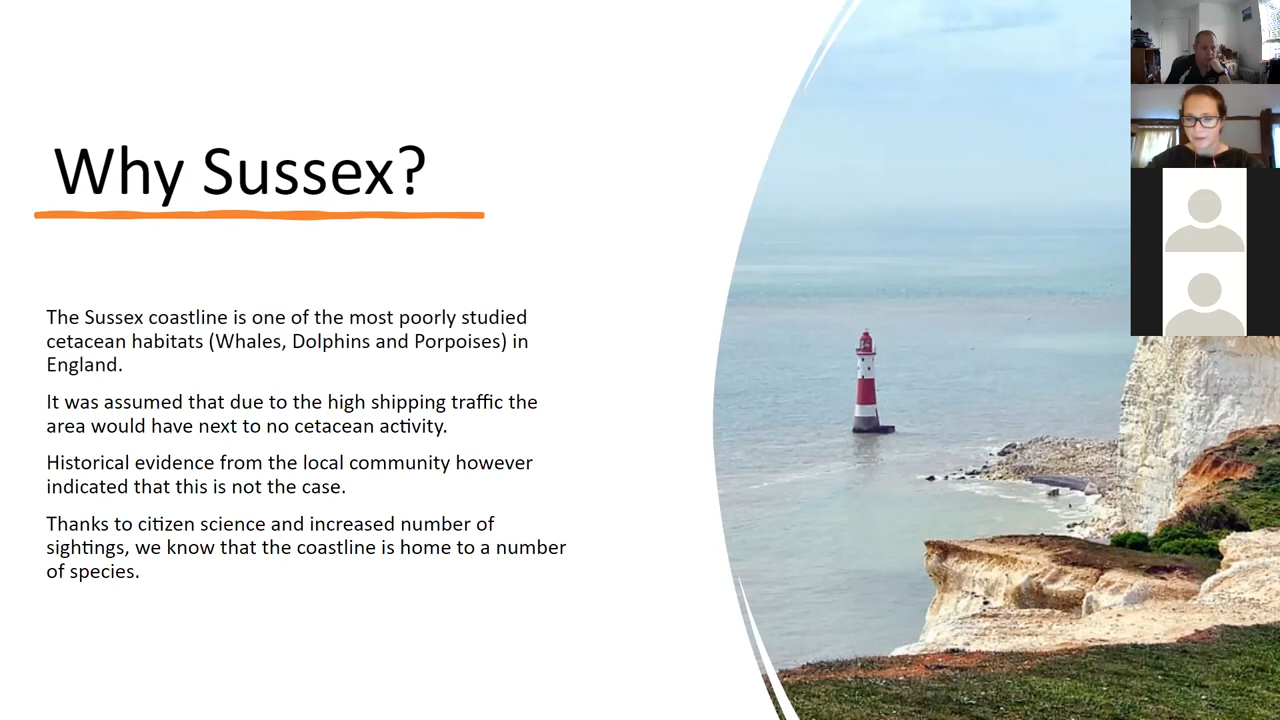 Why Sussex?
The Sussex coastline is one of the most poorly studied
cetacean habitats (Whales, Dolphins and Porpoises) in
England.
It was assumed that due to the high shipping traffic the
area would have next to no cetacean activity.
Historical evidence from the local community however
indicated that this is not the case.
Thanks to citizen science and increased number of
sightings, we know that the coastline is home to a number
of species.